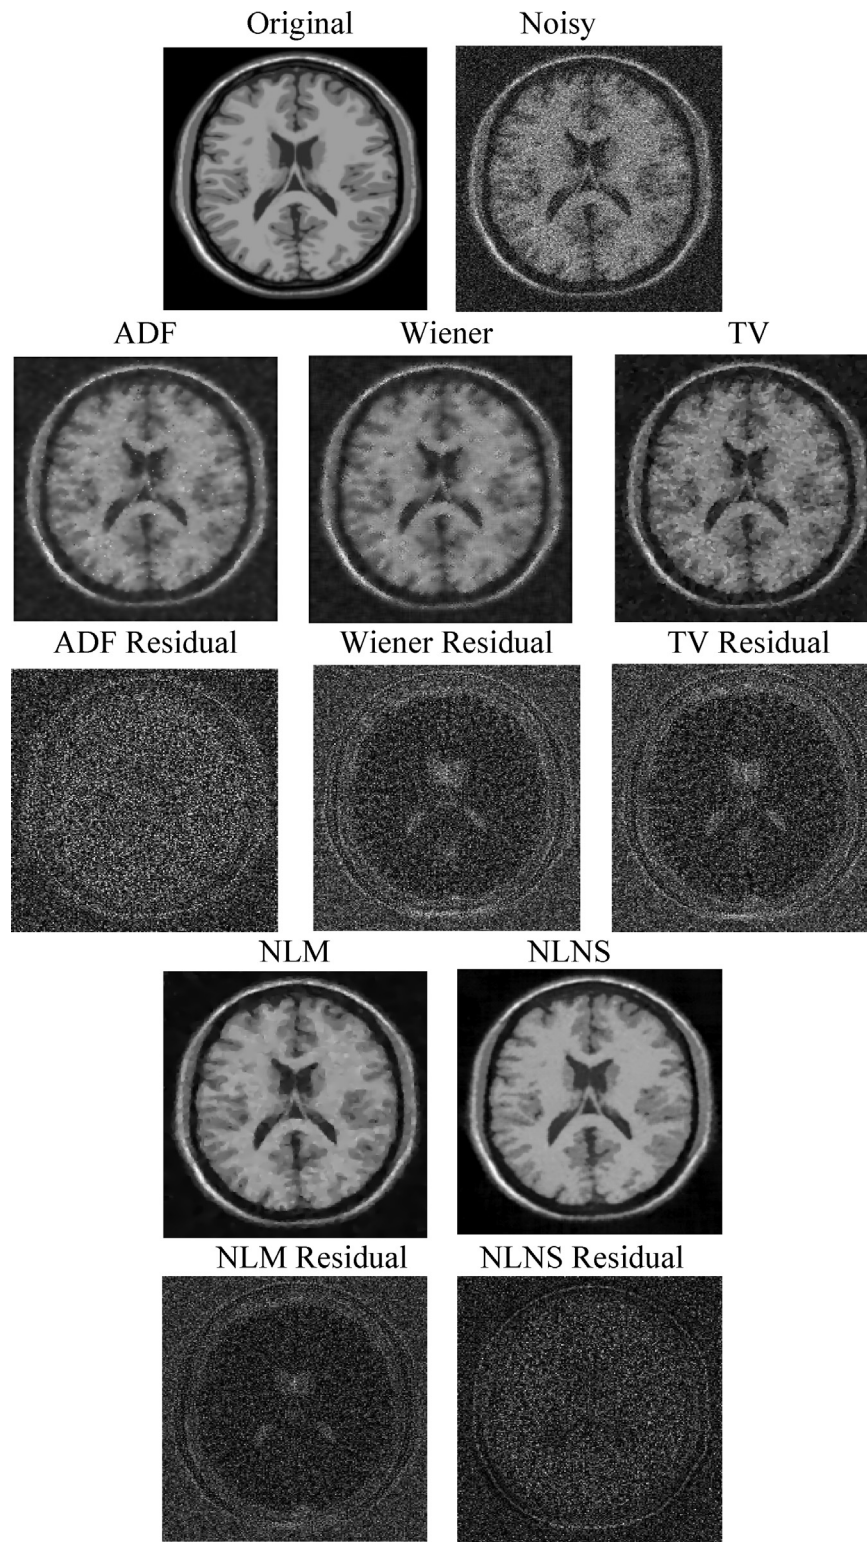 Original Noisy
ADF Wiener TV
ADF Residual Wiener Residual TV Residual
NLM NLNS
NLM Residual NLNS Residual